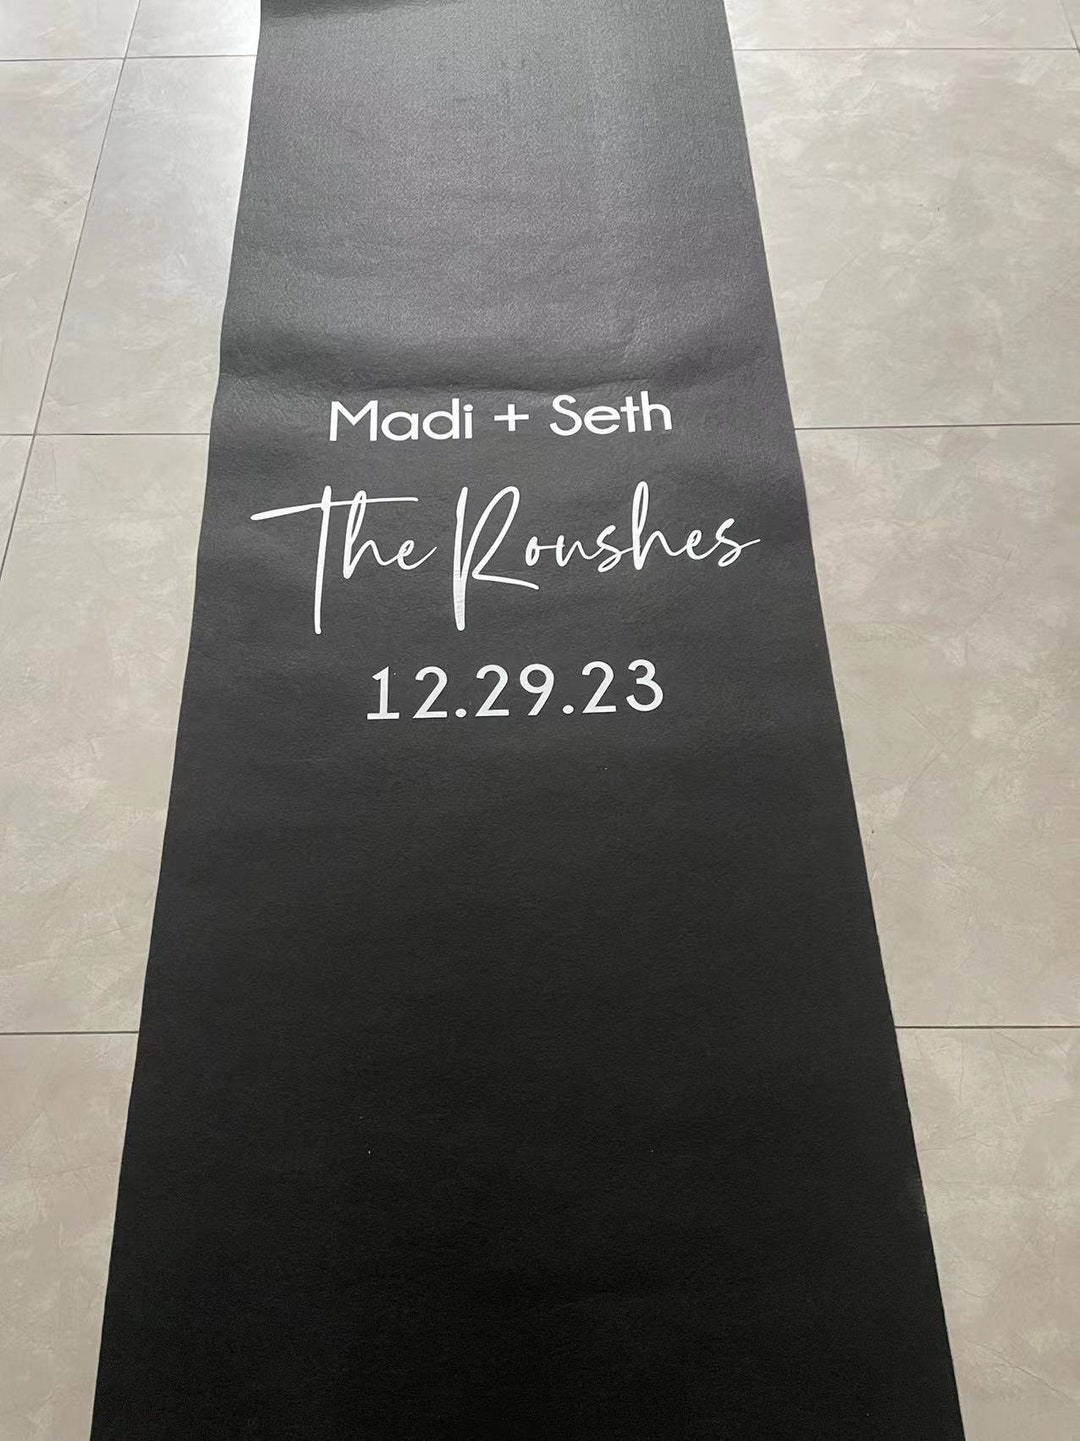 Madi + Seth
The Roushes
12.29.23